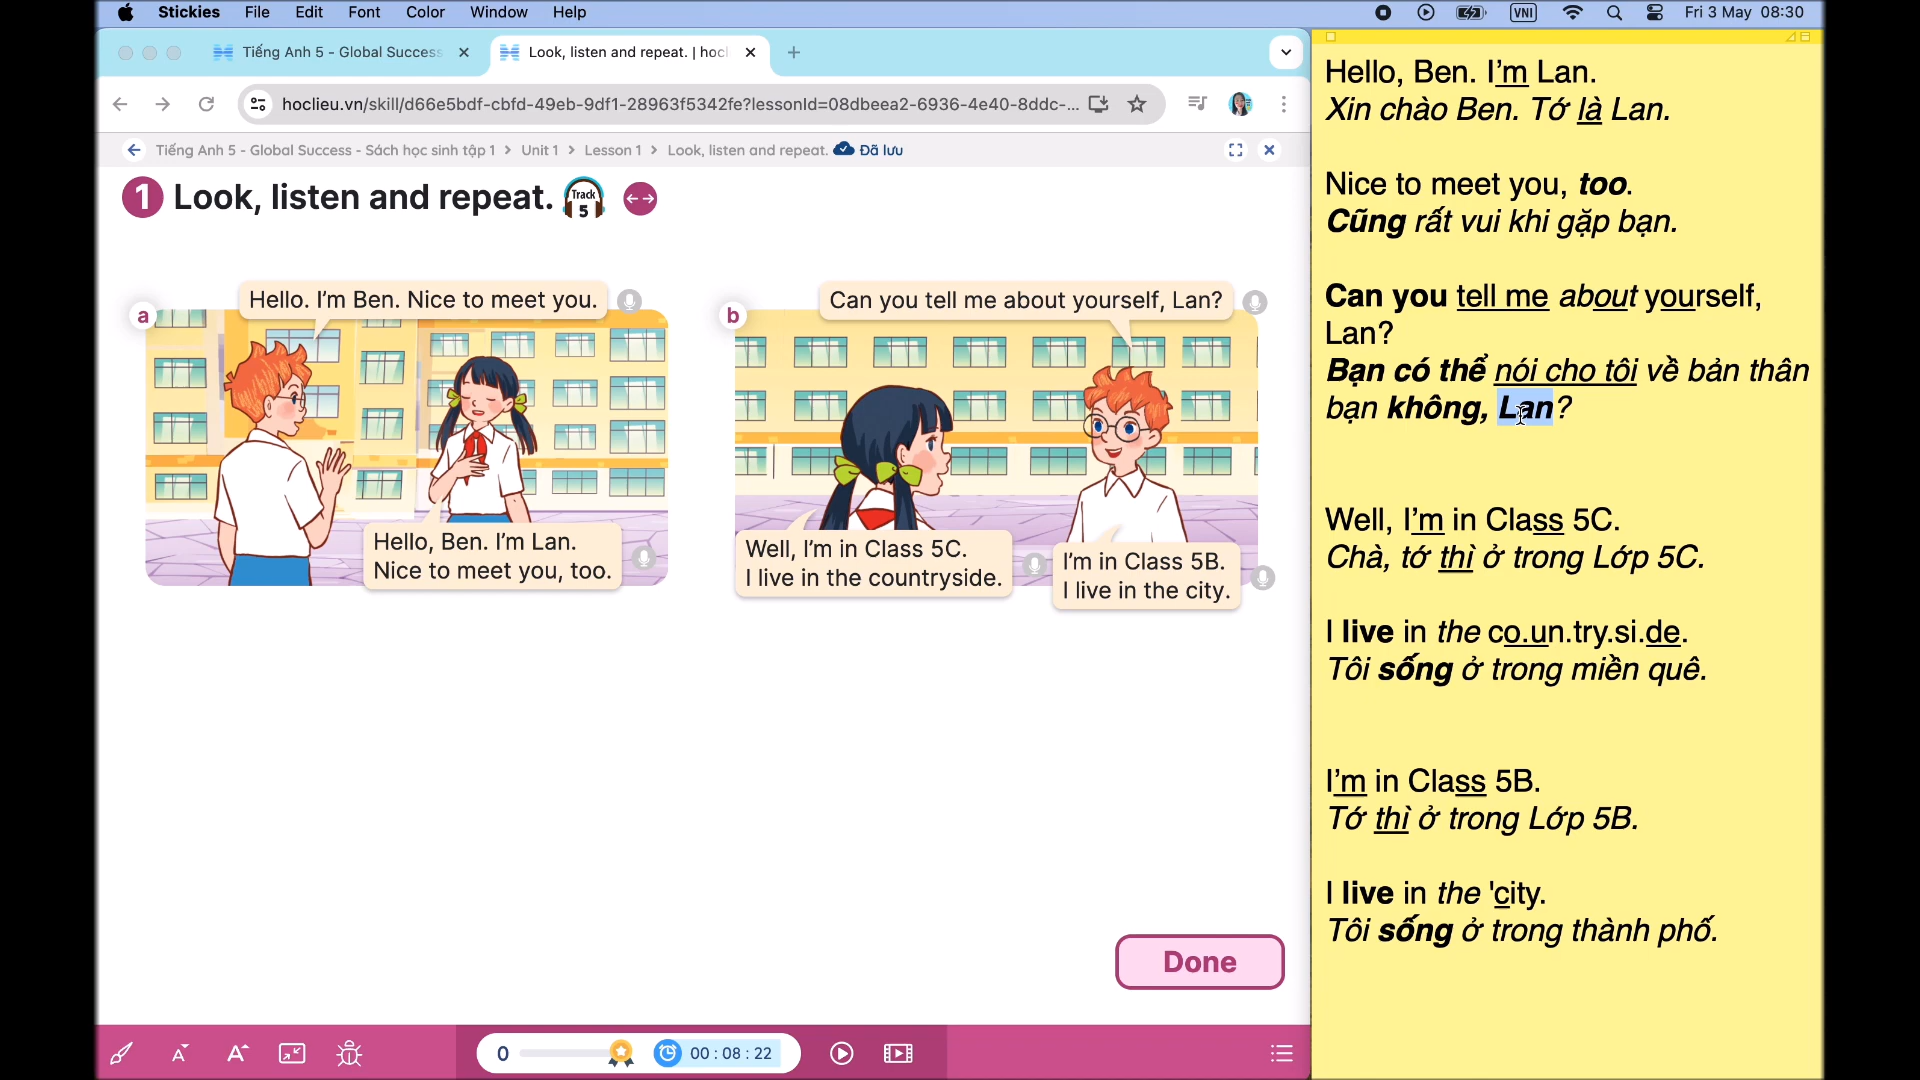 Stickies File Edit Font Color Window Help VNI Fri 3 May 08:30
Tiếng Anh 5 - Global Success
Look, listen and repeat. | hocl
hoclieu.vn/skill/d66e5bdf-cbfd-49eb-9df1-28963f5342fe?lessonId=08dbeea2-6936-4e40-8ddc-...
Tiếng Anh 5 - Global Success - Sách học sinh tập 1 > Unit 1 > Lesson 1 > Look, listen and repeat. Đã lưu
1 Look, listen and repeat. Track 5
a
Hello. I'm Ben. Nice to meet you.
Hello, Ben. I'm Lan.
Nice to meet you, too.
b
Can you tell me about yourself, Lan?
Well, I'm in Class 5C.
I live in the countryside.
I'm in Class 5B.
I live in the city.
Done
0 00 : 08 : 22
Hello, Ben. I'm Lan.
Xin chào Ben. Tớ là Lan.
Nice to meet you, too.
Cũng rất vui khi gặp bạn.
Can you tell me about yourself,
Lan?
Bạn có thể nói cho tôi về bản thân
bạn không, Lan?
Well, I'm in Class 5C.
Chà, tớ thì ở trong Lớp 5C.
I live in the co.un.try.si.de.
Tôi sống ở trong miền quê.
I'm in Class 5B.
Tớ thì ở trong Lớp 5B.
I live in the 'city.
Tôi sống ở trong thành phố.